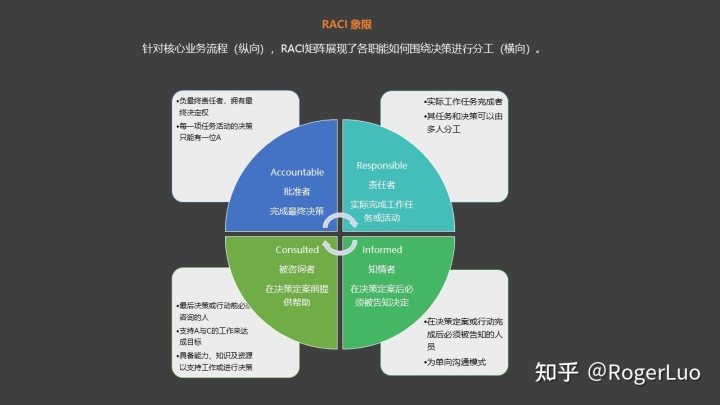 RACI 象限
针对核心业务流程（纵向），RACI矩阵展现了各职能如何围绕决策进行分工（横向）。
•负最终责任者，拥有最
终决定权
•每一项任务活动的决策
只能有一位A
•实际工作任务完成者
•其任务和决策可以由
多人分工
Accountable
批准者
完成最终决策
Responsible
责任者
实际完成工作任
务或活动
Consulted
被咨询者
在决策定案前提
供帮助
Informed
知情者
在决策定案后必
须被告知决定
•最后决策或行动前必须
咨询的人
•支持A与C的工作来达
成目标
•具备能力、知识及资源
以支持工作或进行决策
•在决策定案或行动完
成后必须被告知的人
员
•为单向沟通模式
知乎 @RogerLuo